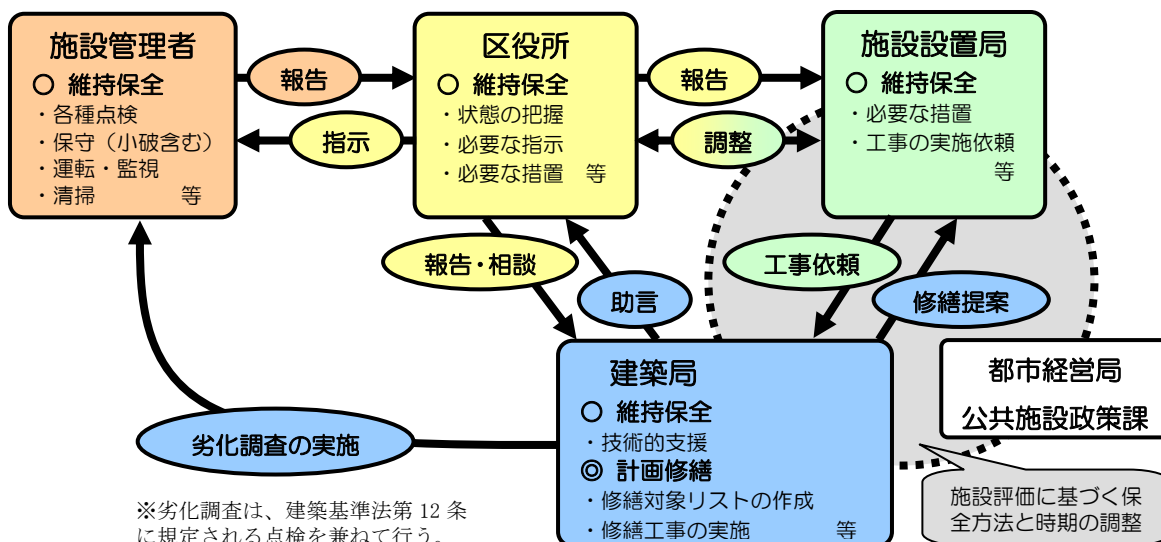 施設管理者
○ 維持保全
・各種点検
・保守（小破含む）
・運転・監視
・清掃　　　　等
報告
指示
区役所
○ 維持保全
・状態の把握
・必要な指示
・必要な措置　等
報告
調整
施設設置局
○ 維持保全
・必要な措置
・工事の実施依頼
等
報告・相談
助言
工事依頼
修繕提案
建築局
○ 維持保全
・技術的支援
◎ 計画修繕
・修繕対象リストの作成
・修繕工事の実施　　　　等
都市経営局
公共施設政策課
劣化調査の実施
施設評価に基づく保
全方法と時期の調整
※劣化調査は、建築基準法第 12 条
に規定される点検を兼ねて行う。